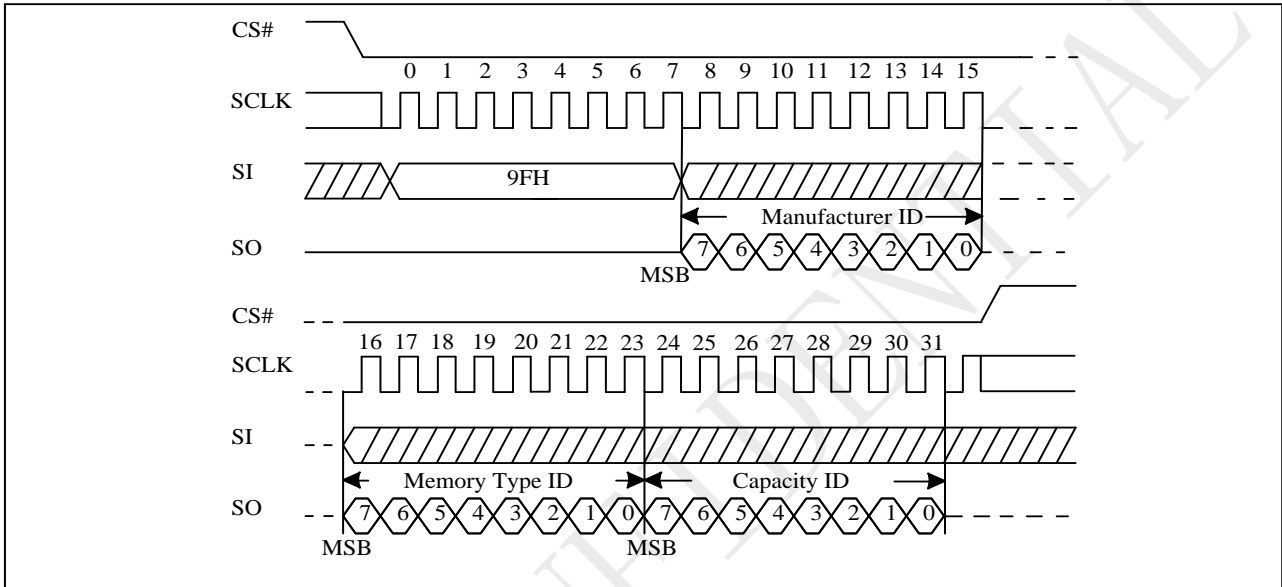 CS#
0 1 2 3 4 5 6 7 8 9 10 11 12 13 14 15
SCLK
SI
9FH
Manufacturer ID
SO
7 6 5 4 3 2 1 0
MSB
CS#
16 17 18 19 20 21 22 23 24 25 26 27 28 29 30 31
SCLK
SI
Memory Type ID Capacity ID
SO
7 6 5 4 3 2 1 0 7 6 5 4 3 2 1 0
MSB MSB
IDENTIAL